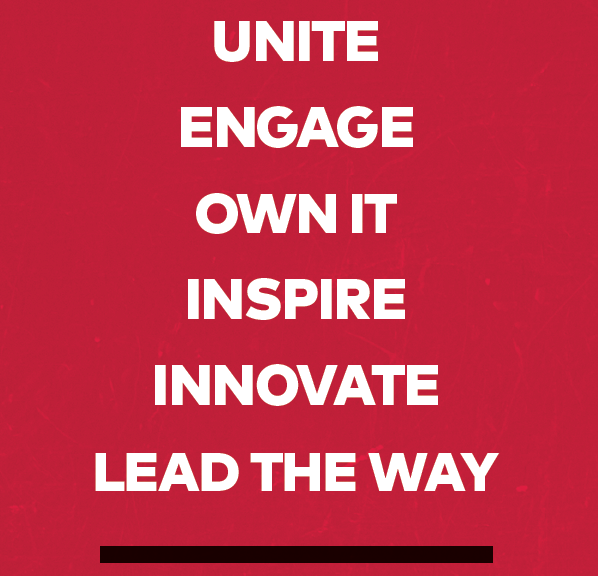 UNITE
ENGAGE
OWN IT
INSPIRE
INNOVATE
LEAD THE WAY